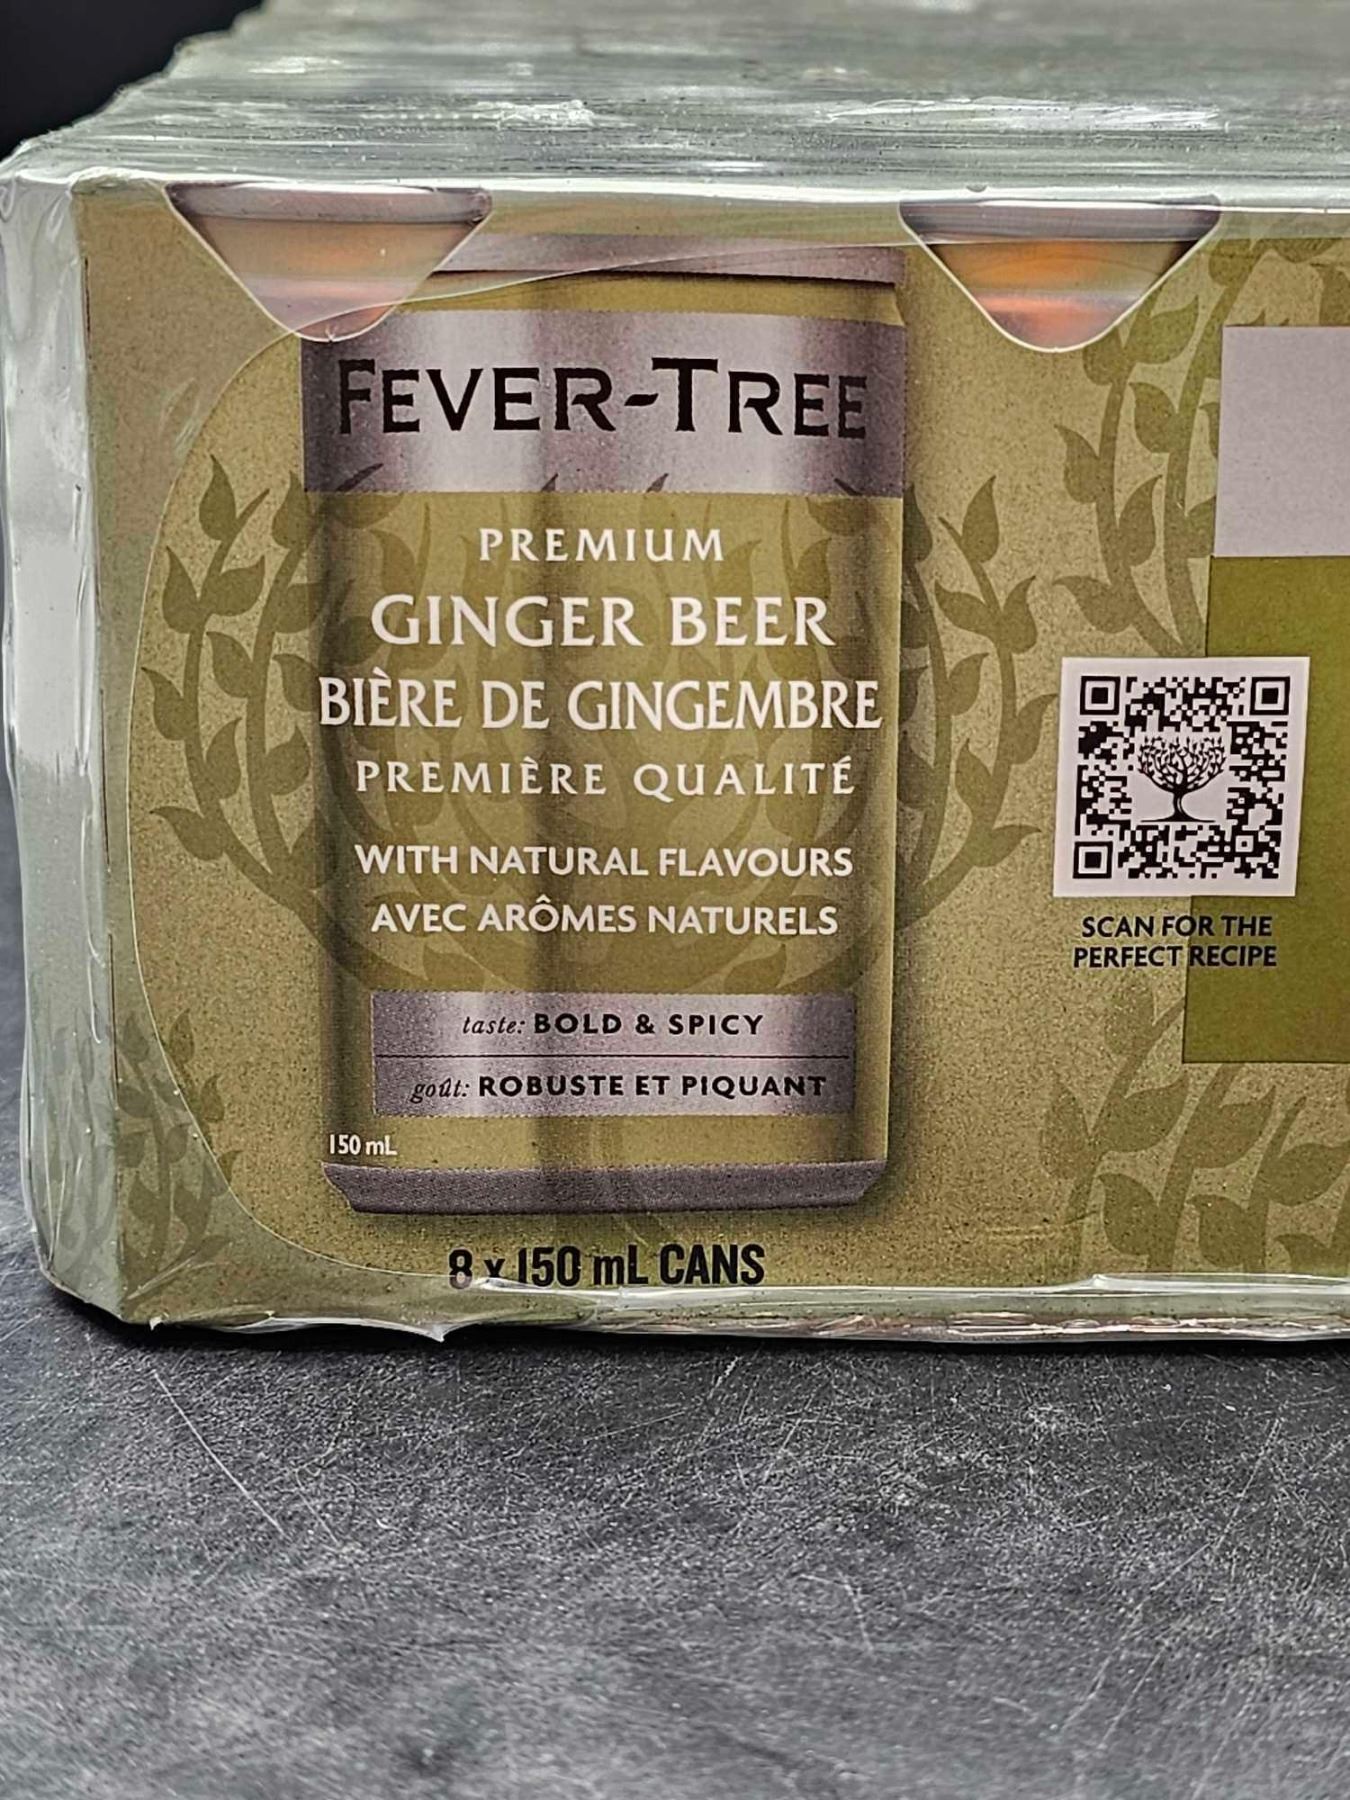 FEVER-TREE
PREMIUM
GINGER BEER
BIÈRE DE GINGEMBRE
PREMIÈRE QUALITÉ
WITH NATURAL FLAVOURS
AVEC ARÔMES NATURELS
taste: BOLD & SPICY
goût: ROBUSTE ET PIQUANT
150 mL
8 x 150 mL CANS
SCAN FOR THE
PERFECT RECIPE